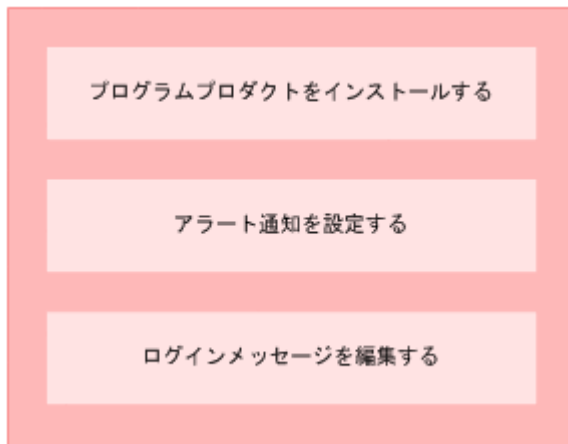 プログラムプロダクトをインストールする
アラート通知を設定する
ログインメッセージを編集する